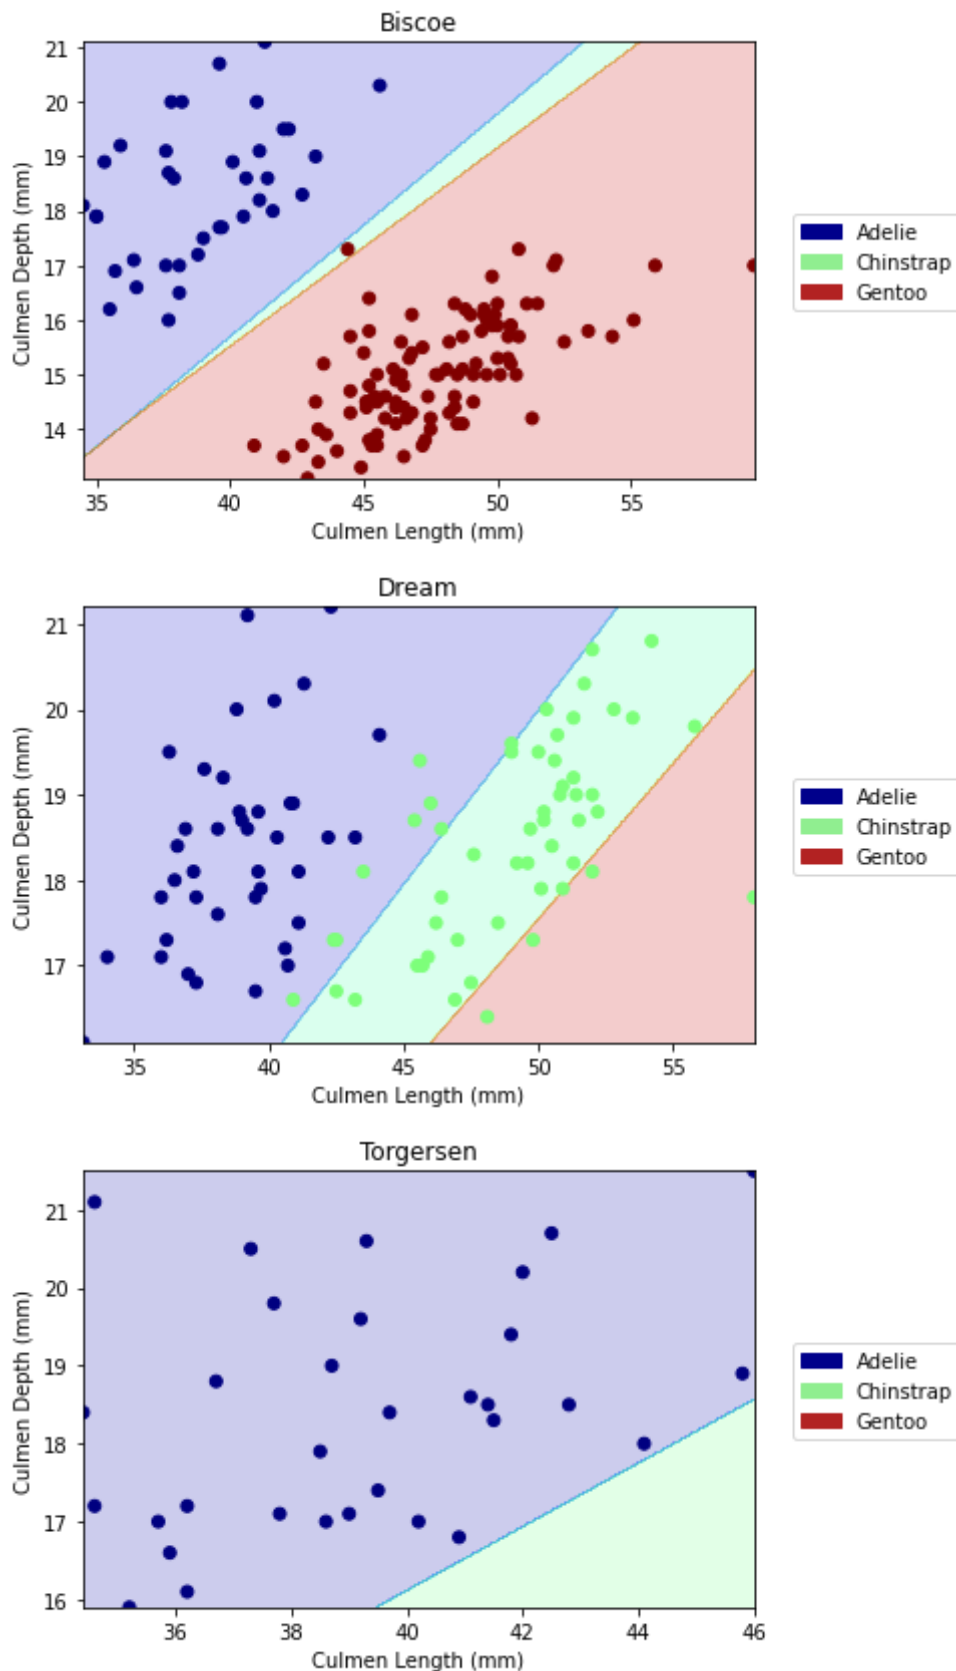 Biscoe
21
20
19
18
17
16
15
14
Culmen Depth (mm)
35 40 45 50 55
Culmen Length (mm)
Adelie
Chinstrap
Gentoo
Dream
21
20
19
18
17
Culmen Depth (mm)
35 40 45 50 55
Culmen Length (mm)
Adelie
Chinstrap
Gentoo
Torgersen
21
20
19
18
17
16
Culmen Depth (mm)
36 38 40 42 44 46
Culmen Length (mm)
Adelie
Chinstrap
Gentoo